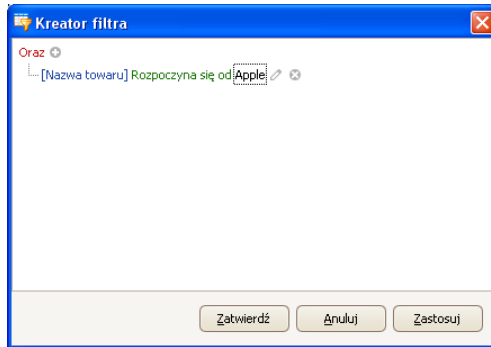 Kreator filtra
Oraz
[Nazwa towaru] Rozpoczyna się od Apple
Zatwierdź Anuluj Zastosuj